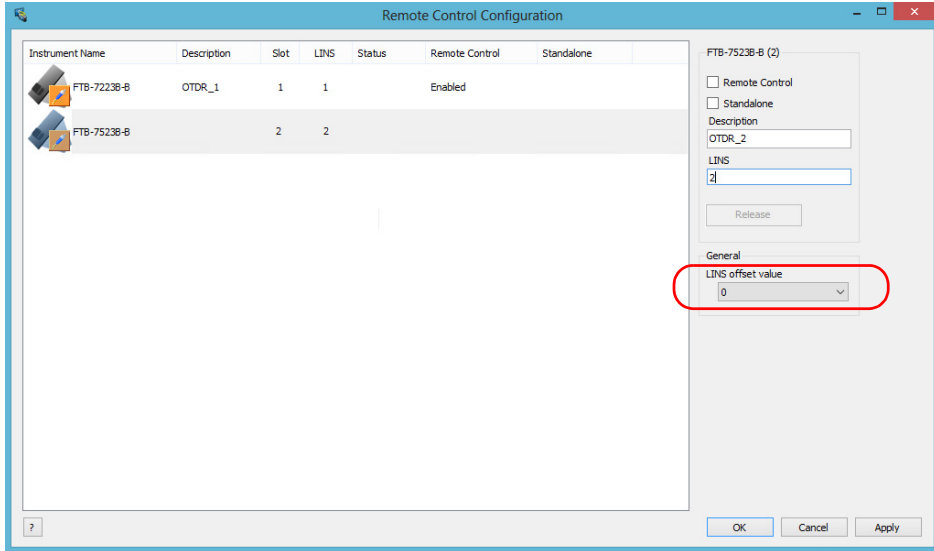 Remote Control Configuration
Instrument Name Description Slot LINS Status Remote Control Standalone
FTB-7223B-B OTDR_1 1 1 Enabled
FTB-7523B-B 2 2
FTB-7523B-B (2)
Remote Control
Standalone
Description
OTDR_2
LINS
2
Release
General
LINS offset value
0
? OK Cancel Apply